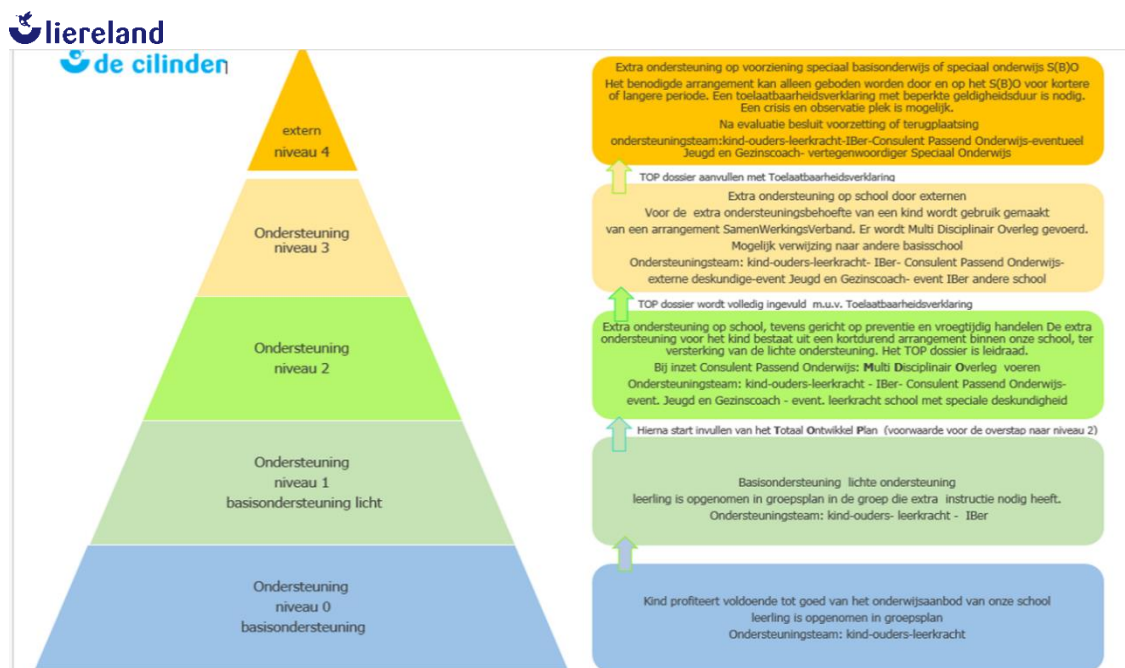 liereland
de cilinden
extern
niveau 4
Ondersteuning
niveau 3
Ondersteuning
niveau 2
Ondersteuning
niveau 1
basisondersteuning licht
Ondersteuning
niveau 0
basisondersteuning
Extra ondersteuning op voorziening speciaal basisonderwijs of speciaal onderwijs S(B)O
Het benodigde arrangement kan alleen geboden worden door en op het S(B)O voor kortere
of langere periode. Een toelaatbaarheidsverklaring met beperkte geldigheidsduur is nodig.
Een crisis en observatie plek is mogelijk.
Na evaluatie besluit voorzetting of terugplaatsing
ondersteuningsteam:kind-ouders-leerkracht-IBer-Consulent Passend Onderwijs-eventueel
Jeugd en Gezinscoach- vertegenwoordiger Speciaal Onderwijs
TOP dossier aanvullen met Toelaatbaarheidsverklaring
Extra ondersteuning op school door externen
Voor de extra ondersteuningsbehoefte van een kind wordt gebruik gemaakt
van een arrangement SamenWerkingsVerband. Er wordt Multi Disciplinair Overleg gevoerd.
Mogelijk verwijzing naar andere basisschool
Ondersteuningsteam: kind-ouders-leerkracht- IBer- Consulent Passend Onderwijs-
externe deskundige-event Jeugd en Gezinscoach- event IBer andere school
TOP dossier wordt volledig ingevuld m.u.v. Toelaatbaarheidsverklaring
Extra ondersteuning op school, tevens gericht op preventie en vroegtijdig handelen De extra
ondersteuning voor het kind bestaat uit een kortdurend arrangement binnen onze school, ter
versterking van de lichte ondersteuning. Het TOP dossier is leidraad.
Bij inzet Consulent Passend Onderwijs: Multi Disciplinair Overleg voeren
Ondersteuningsteam: kind-ouders-leerkracht - IBer- Consulent Passend Onderwijs-
event. Jeugd en Gezinscoach - event. leerkracht school met speciale deskundigheid
Hierna start invullen van het Totaal Ontwikkel Plan (voorwaarde voor de overstap naar niveau 2)
Basisondersteuning lichte ondersteuning
leerling is opgenomen in groepsplan in de groep die extra instructie nodig heeft.
Ondersteuningsteam: kind-ouders- leerkracht - IBer
Kind profiteert voldoende tot goed van het onderwijsaanbod van onze school
leerling is opgenomen in groepsplan
Ondersteuningsteam: kind-ouders-leerkracht